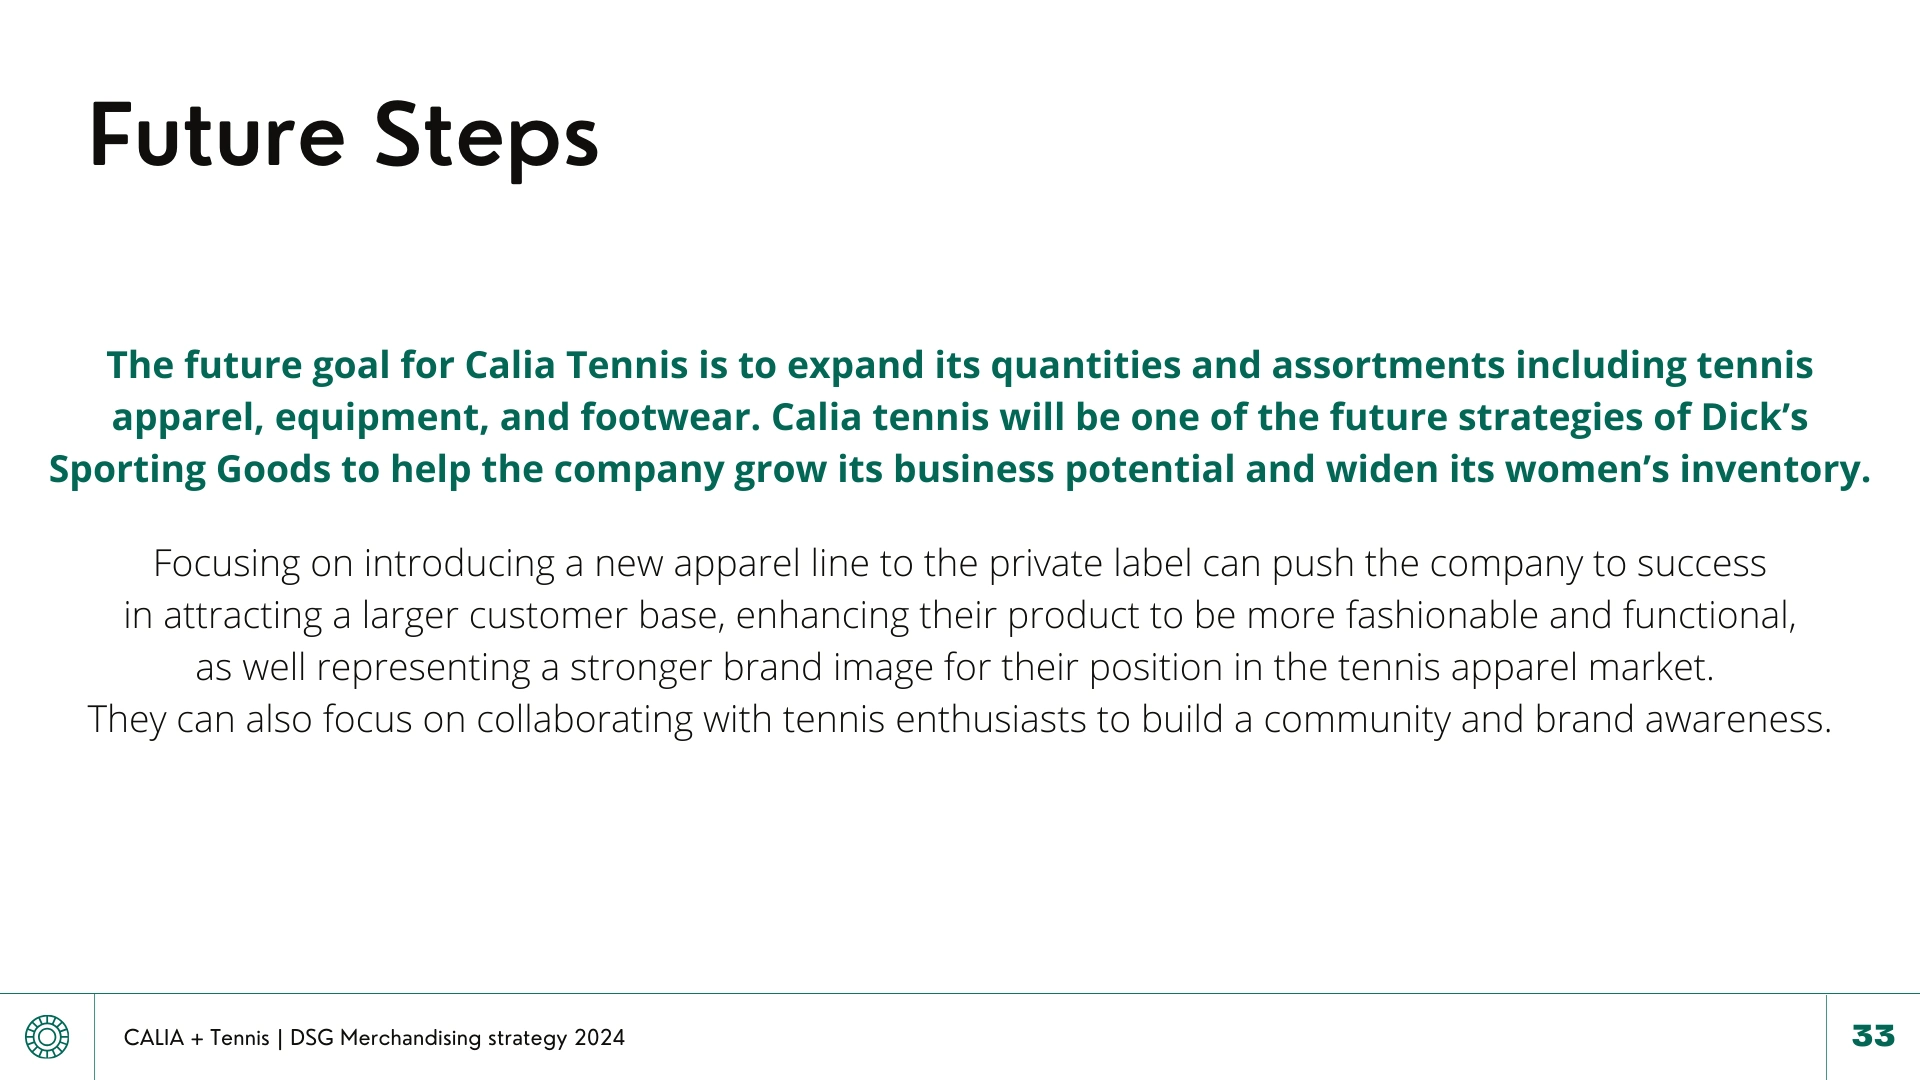 Future Steps
The future goal for Calia Tennis is to expand its quantities and assortments including tennis
apparel, equipment, and footwear. Calia tennis will be one of the future strategies of Dick’s
Sporting Goods to help the company grow its business potential and widen its women’s inventory.
Focusing on introducing a new apparel line to the private label can push the company to success
in attracting a larger customer base, enhancing their product to be more fashionable and functional,
as well representing a stronger brand image for their position in the tennis apparel market.
They can also focus on collaborating with tennis enthusiasts to build a community and brand awareness.
CALIA + Tennis | DSG Merchandising strategy 2024
33